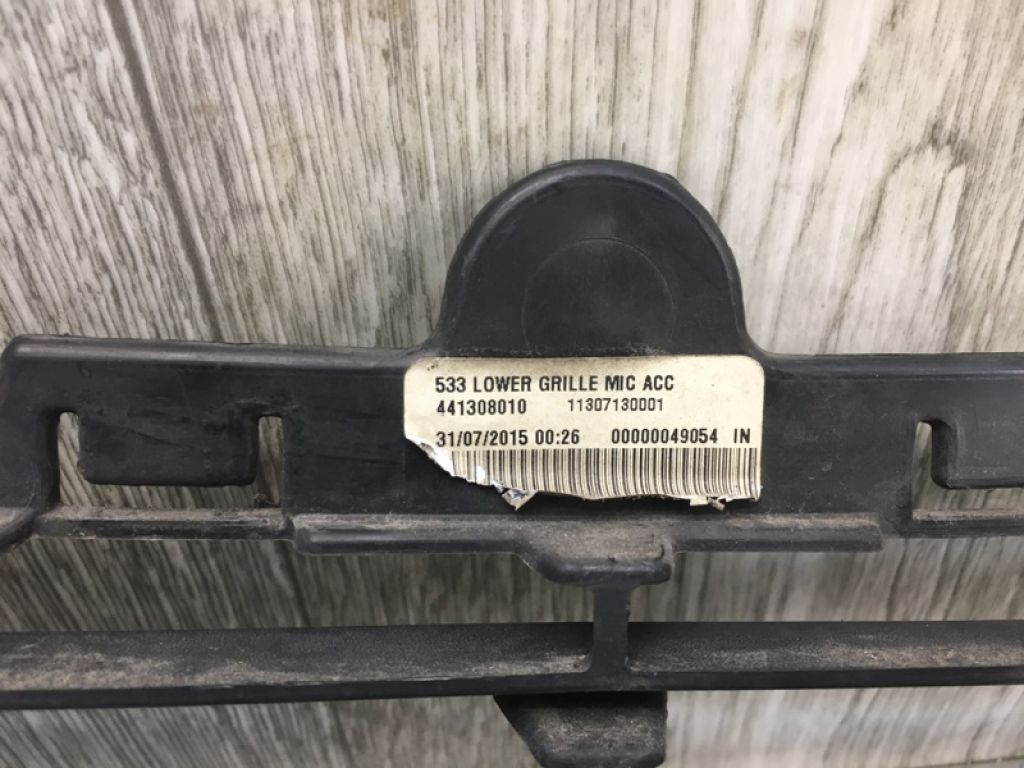 533 LOWER GRILLE MIC ACC
441308010 11307130001
31/07/2015 00:26 00000049054 IN